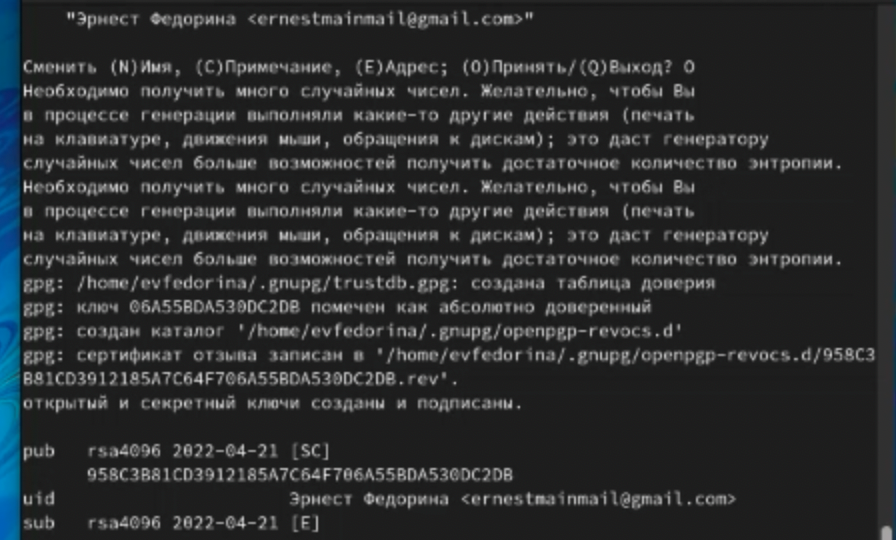 "Эрнест Федорина <ernestmainmail@gmail.com>"
Сменить (N)Имя, (C)Примечание, (E)Адрес; (O)Принять/(Q)Выход? O
Необходимо получить много случайных чисел. Желательно, чтобы Вы
в процессе генерации выполняли какие-то другие действия (печать
на клавиатуре, движения мыши, обращения к дискам); это даст генератору
случайных чисел больше возможностей получить достаточное количество энтропии.
Необходимо получить много случайных чисел. Желательно, чтобы Вы
в процессе генерации выполняли какие-то другие действия (печать
на клавиатуре, движения мыши, обращения к дискам); это даст генератору
случайных чисел больше возможностей получить достаточное количество энтропии.
gpg: /home/evfedorina/.gnupg/trustdb.gpg: создана таблица доверия
gpg: ключ 06A55BDA530DC2DB помечен как абсолютно доверенный
gpg: создан каталог '/home/evfedorina/.gnupg/openpgp-revocs.d'
gpg: сертификат отзыва записан в '/home/evfedorina/.gnupg/openpgp-revocs.d/958C3
B81CD3912185A7C64F706A55BDA530DC2DB.rev'.
открытый и секретный ключи созданы и подписаны.
pub rsa4096 2022-04-21 [SC]
958C3B81CD3912185A7C64F706A55BDA530DC2DB
uid Эрнест Федорина <ernestmainmail@gmail.com>
sub rsa4096 2022-04-21 [E]